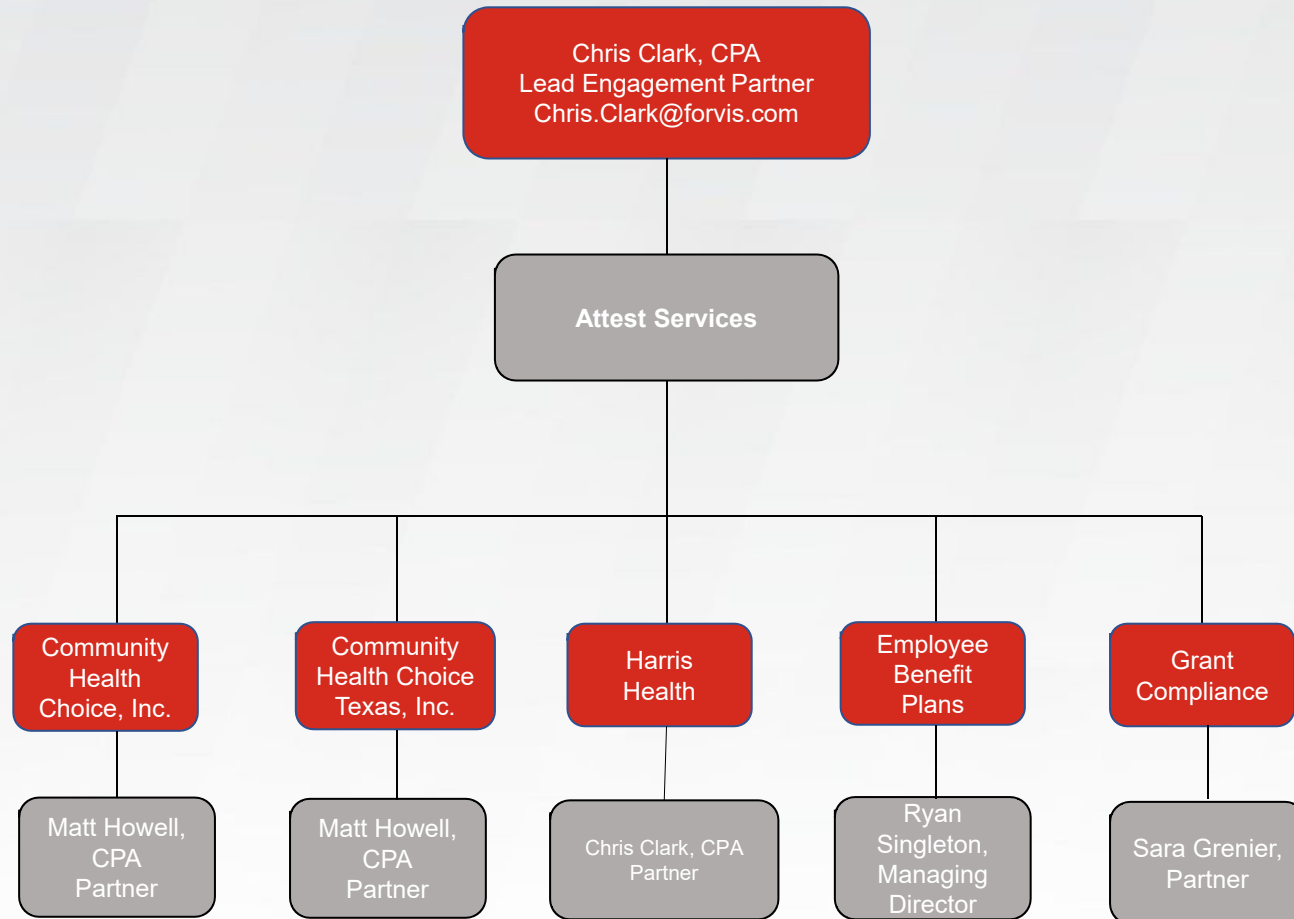 Chris Clark, CPA
Lead Engagement Partner
Chris.Clark@forvis.com
Attest Services
Community
Health
Choice, Inc.
Community
Health Choice
Texas, Inc.
Harris
Health
Employee
Benefit
Plans
Grant
Compliance
Matt Howell,
CPA
Partner
Matt Howell,
CPA
Partner
Chris Clark, CPA
Partner
Ryan
Singleton,
Managing
Director
Sara Grenier,
Partner